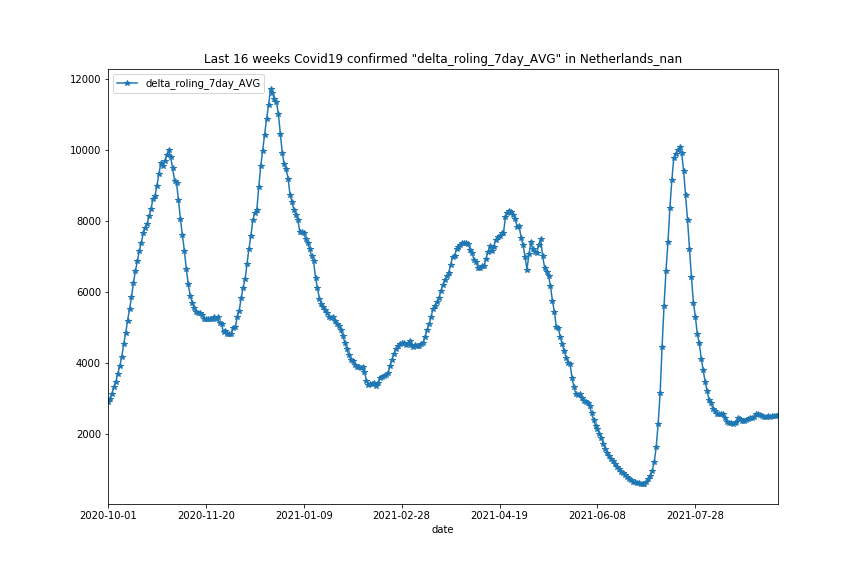 Last 16 weeks Covid19 confirmed "delta_roling_7day_AVG" in Netherlands_nan
delta_roling_7day_AVG
12000
10000
8000
6000
4000
2000
2020-10-01 2020-11-20 2021-01-09 2021-02-28 2021-04-19 2021-06-08 2021-07-28
date